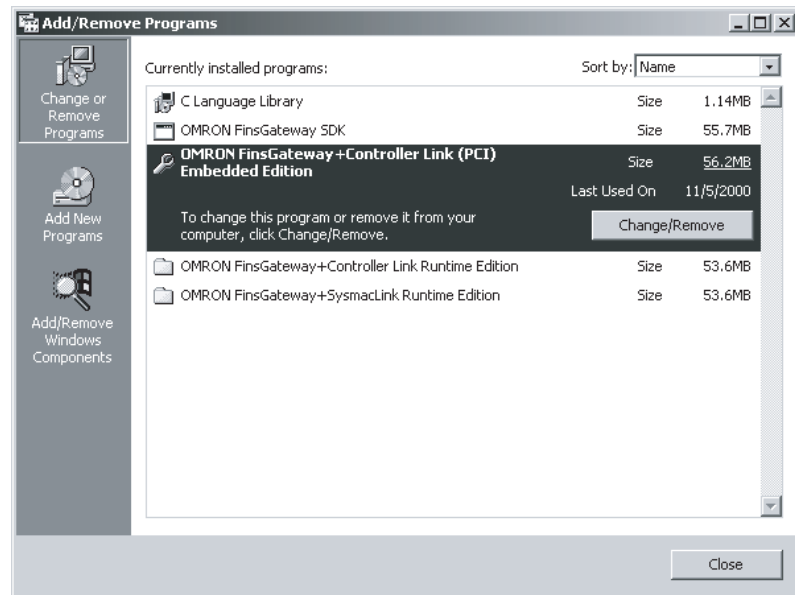 Add/Remove Programs
Change or
Remove
Programs
Add New
Programs
Add/Remove
Windows
Components
Currently installed programs:
Sort by: Name
C Language Library Size 1.14MB
OMRON FinsGateway SDK Size 55.7MB
OMRON FinsGateway+Controller Link (PCI)
Embedded Edition
Size 56.2MB
Last Used On 11/5/2000
To change this program or remove it from your
computer, click Change/Remove.
Change/Remove
OMRON FinsGateway+Controller Link Runtime Edition Size 53.6MB
OMRON FinsGateway+SysmacLink Runtime Edition Size 53.6MB
Close